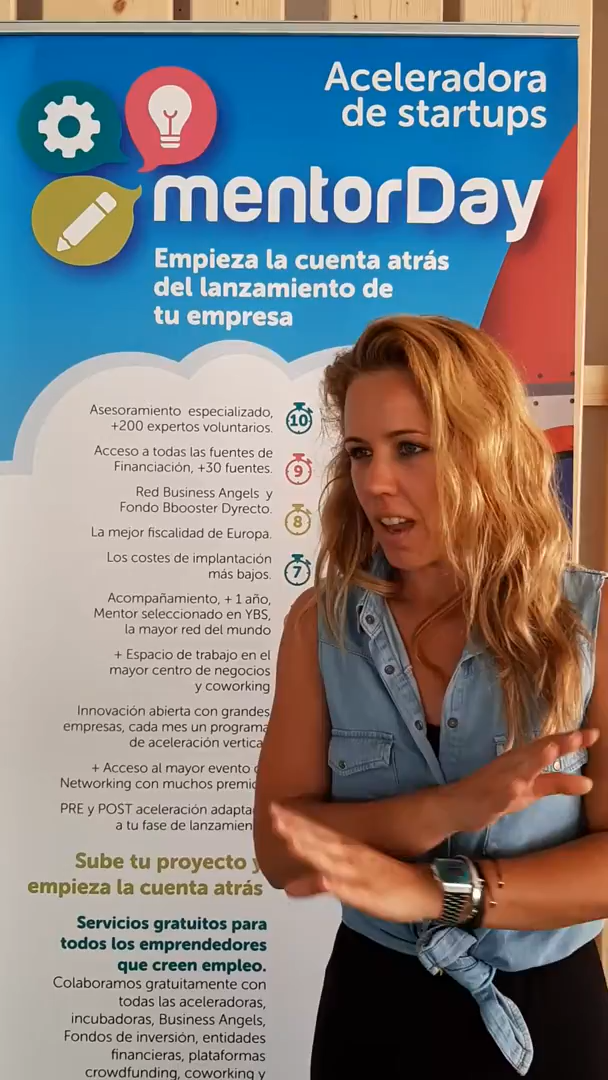 Aceleradora
de startups
mentorDay
Empieza la cuenta atrás
del lanzamiento de
tu empresa
Asesoramiento especializado,
+200 expertos voluntarios.
10
Acceso a todas las fuentes de
Financiación, +30 fuentes.
9
Red Business Angels y
Fondo Bbooster Dyrecto.
8
La mejor fiscalidad de Europa.
Los costes de implantación
más bajos.
7
Acompañamiento, + 1 año,
Mentor seleccionado en YBS,
la mayor red del mundo
+ Espacio de trabajo en el
mayor centro de negocios
y coworking
Innovación abierta con grandes
empresas, cada mes un programa
de aceleración vertica
+ Acceso al mayor evento
Networking con muchos premio
PRE y POST aceleración adapta
a tu fase de lanzamien
Sube tu proyecto y
empieza la cuenta atrás
Servicios gratuitos para
todos los emprendedores
que creen empleo.
Colaboramos gratuitamente con
todas las aceleradoras,
incubadoras, Business Angels,
Fondos de inversión, entidades
financieras, plataformas
crowdfunding, coworking y